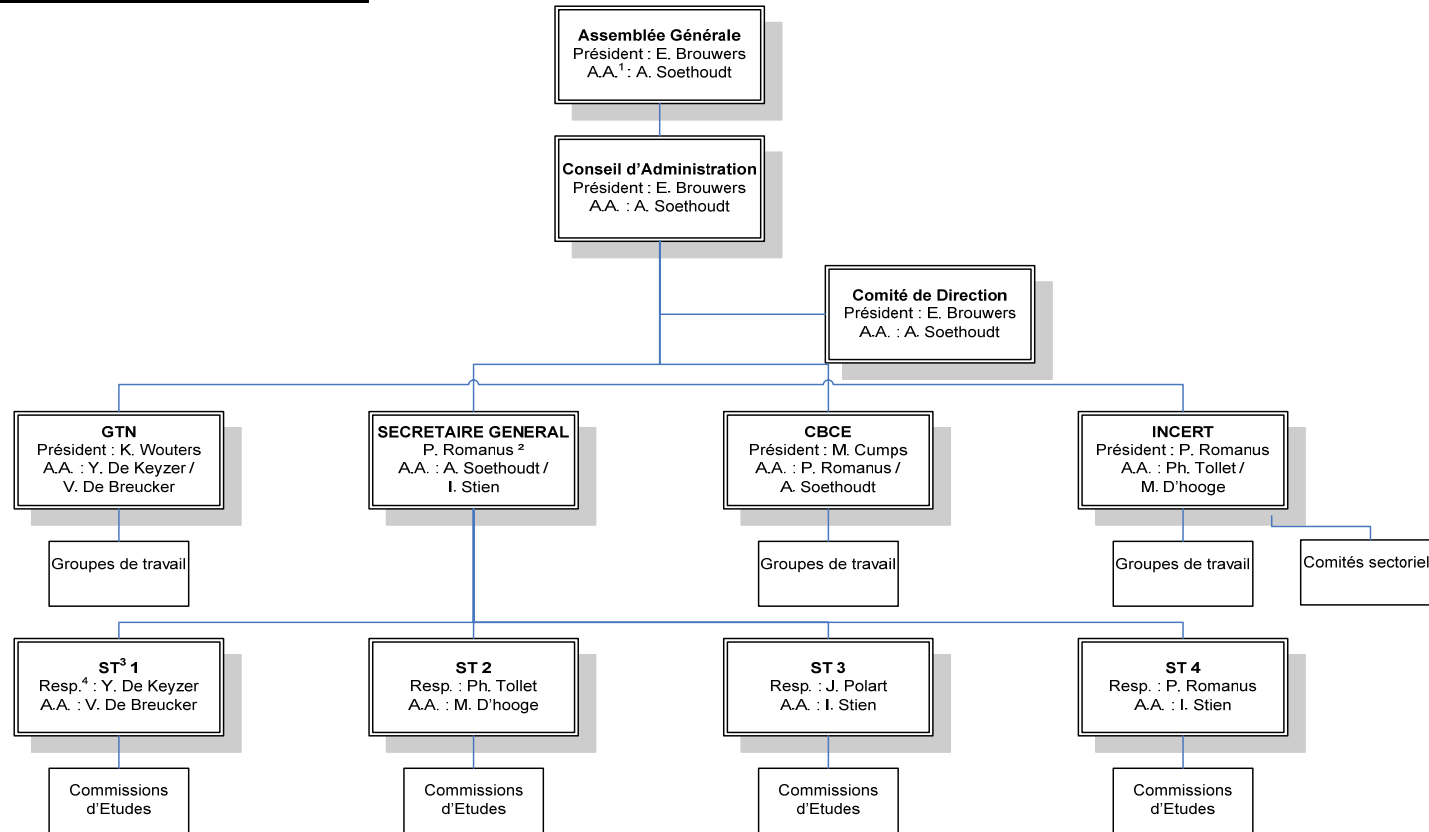 Assemblée Générale
Président : E. Brouwers
A.A.¹ : A. Soethoudt
Conseil d'Administration
Président : E. Brouwers
A.A. : A. Soethoudt
Comité de Direction
Président : E. Brouwers
A.A. : A. Soethoudt
GTN
Président : K. Wouters
A.A. : Y. De Keyzer /
V. De Breucker
SECRETAIRE GENERAL
P. Romanus ²
A.A. : A. Soethoudt /
I. Stien
CBCE
Président : M. Cumps
A.A. : P. Romanus /
A. Soethoudt
INCERT
Président : P. Romanus
A.A. : Ph. Tollet /
M. D'hooge
Groupes de travail
Groupes de travail
Groupes de travail
Comités sectoriel
ST³ 1
Resp.⁴ : Y. De Keyzer
A.A. : V. De Breucker
ST 2
Resp. : Ph. Tollet
A.A. : M. D'hooge
ST 3
Resp. : J. Polart
A.A. : I. Stien
ST 4
Resp. : P. Romanus
A.A. : I. Stien
Commissions
d'Etudes
Commissions
d'Etudes
Commissions
d'Etudes
Commissions
d'Etudes